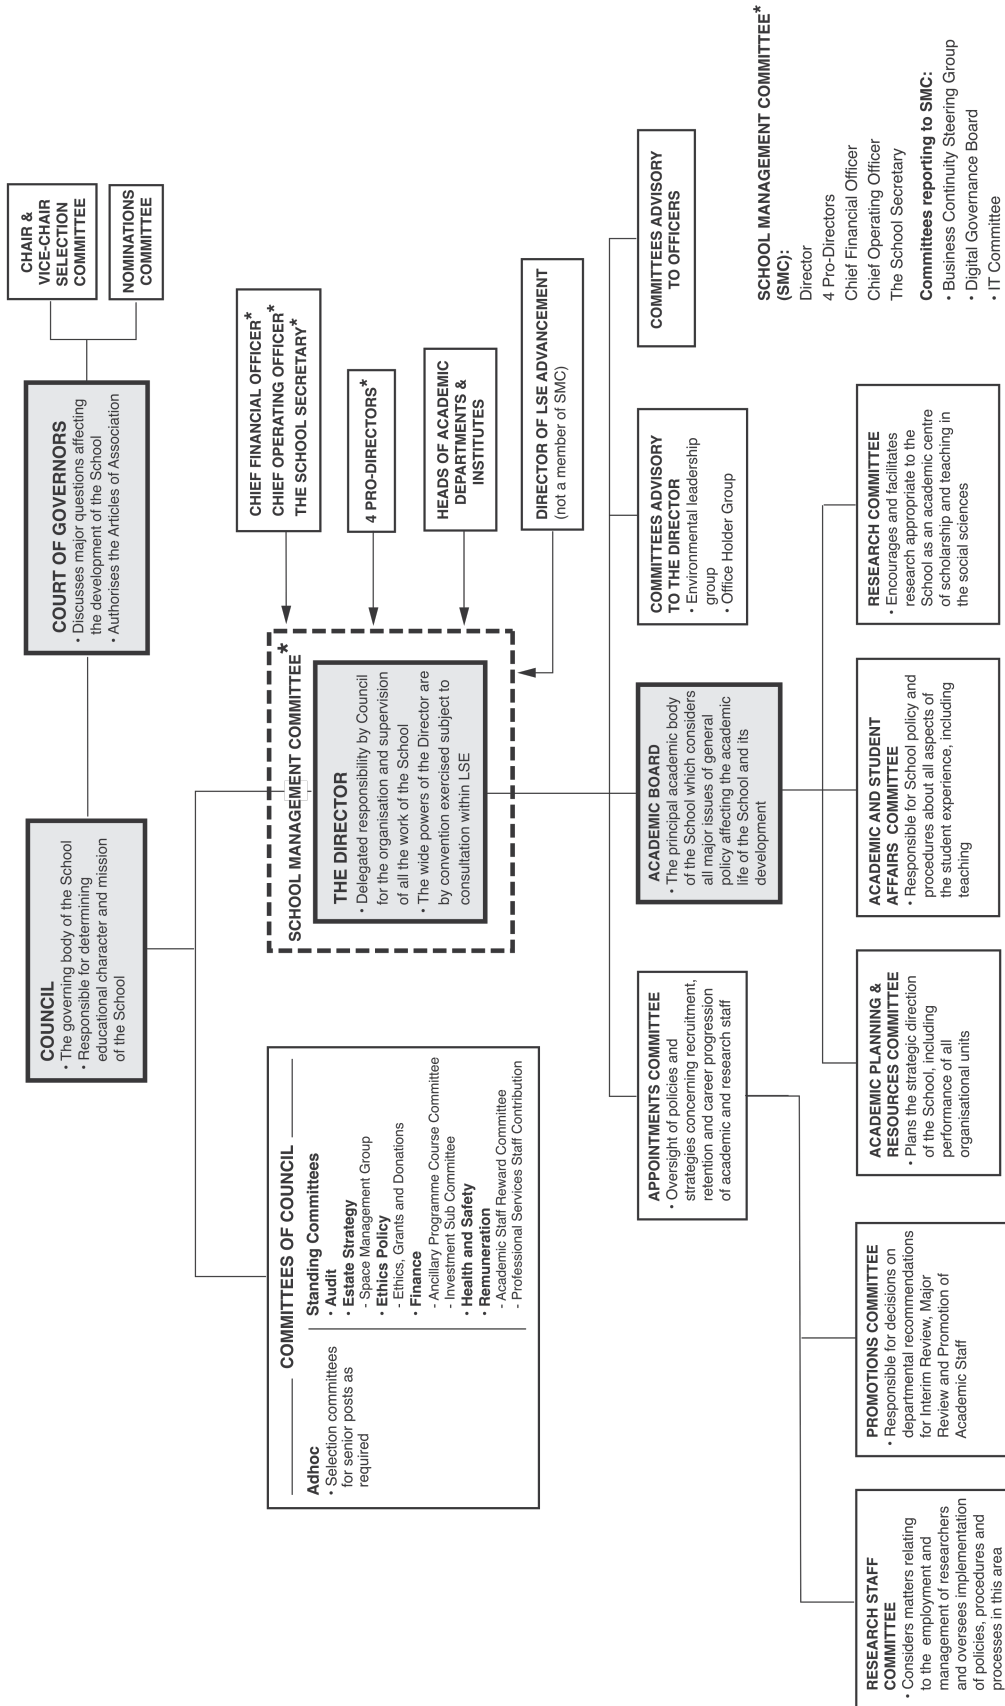 COUNCIL
• The governing body of the School
• Responsible for determining
educational character and mission
of the School
COURT OF GOVERNORS
• Discusses major questions affecting
the development of the School
• Authorises the Articles of Association
CHAIR &
VICE-CHAIR
SELECTION
COMMITTEE
NOMINATIONS
COMMITTEE
COMMITTEES OF COUNCIL
Adhoc
• Selection committees
for senior posts as
required
Standing Committees
• Audit
• Estate Strategy
- Space Management Group
• Ethics Policy
- Ethics, Grants and Donations
• Finance
- Ancillary Programme Course Committee
- Investment Sub Committee
• Health and Safety
• Remuneration
- Academic Staff Reward Committee
- Professional Services Staff Contribution
SCHOOL MANAGEMENT COMMITTEE*
THE DIRECTOR
• Delegated responsibility by Council
for the organisation and supervision
of all the work of the School
• The wide powers of the Director are
by convention exercised subject to
consultation within LSE
CHIEF FINANCIAL OFFICER*
CHIEF OPERATING OFFICER*
THE SCHOOL SECRETARY*
4 PRO-DIRECTORS*
HEADS OF ACADEMIC
DEPARTMENTS &
INSTITUTES
DIRECTOR OF LSE ADVANCEMENT
(not a member of SMC)
APPOINTMENTS COMMITTEE
• Oversight of policies and
strategies concerning recruitment,
retention and career progression
of academic and research staff
ACADEMIC BOARD
• The principal academic body
of the School which considers
all major issues of general
policy affecting the academic
life of the School and its
development
COMMITTEES ADVISORY
TO THE DIRECTOR
• Environmental leadership
group
• Office Holder Group
COMMITTEES ADVISORY
TO OFFICERS
RESEARCH STAFF
COMMITTEE
• Considers matters relating
to the employment and
management of researchers
and oversees implementation
of policies, procedures and
processes in this area
PROMOTIONS COMMITTEE
• Responsible for decisions on
departmental recommendations
for Interim Review, Major
Review and Promotion of
Academic Staff
ACADEMIC PLANNING &
RESOURCES COMMITTEE
• Plans the strategic direction
of the School, including
performance of all
organisational units
ACADEMIC AND STUDENT
AFFAIRS COMMITTEE
• Responsible for School policy and
procedures about all aspects of
the student experience, including
teaching
RESEARCH COMMITTEE
• Encourages and facilitates
research appropriate to the
School as an academic centre
of scholarship and teaching in
the social sciences
SCHOOL MANAGEMENT COMMITTEE*
(SMC):
Director
4 Pro-Directors
Chief Financial Officer
Chief Operating Officer
The School Secretary
Committees reporting to SMC:
• Business Continuity Steering Group
• Digital Governance Board
• IT Committee